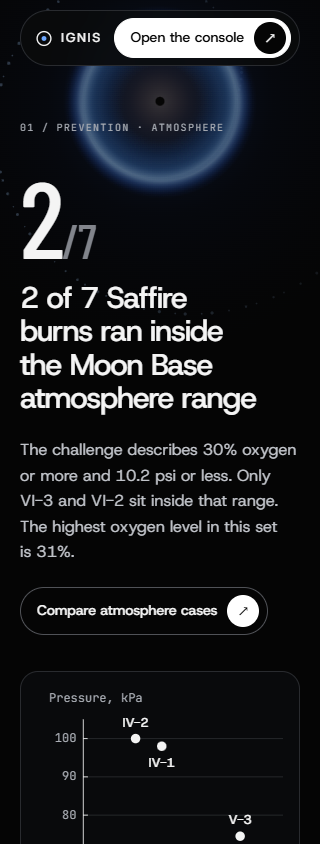 IGNIS
Open the console ↗
01 / PREVENTION · ATMOSPHERE
2/7
2 of 7 Saffire
burns ran inside
the Moon Base
atmosphere range
The challenge describes 30% oxygen
or more and 10.2 psi or less. Only
VI-3 and VI-2 sit inside that range.
The highest oxygen level in this set
is 31%.
Compare atmosphere cases ↗
Pressure, kPa
IV-2
100
IV-1
90
V-3
80